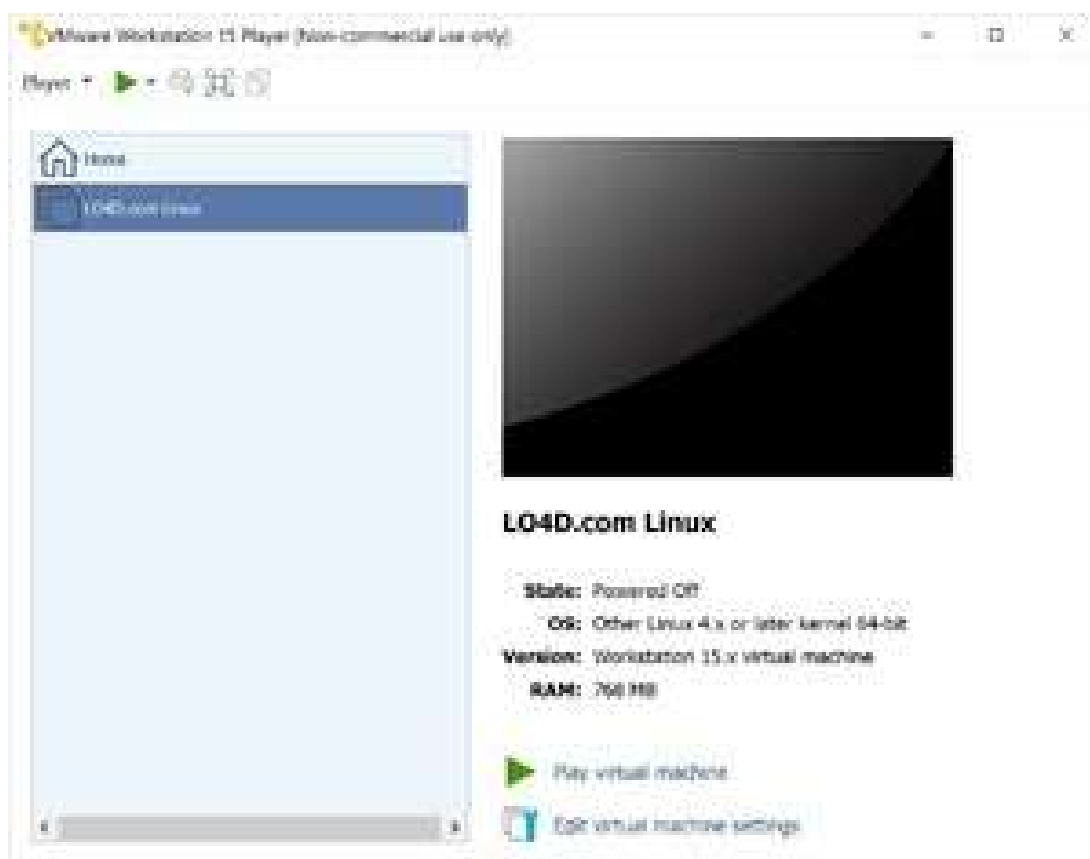 VMware Workstation 15 Player (Non-commercial use only)
Player
Home
LO4D.com Linux
LO4D.com Linux
State: Powered Off
OS: Other Linux 4.x or later kernel 64-bit
Version: Workstation 15.x virtual machine
RAM: 768 MB
Play virtual machine
Edit virtual machine settings